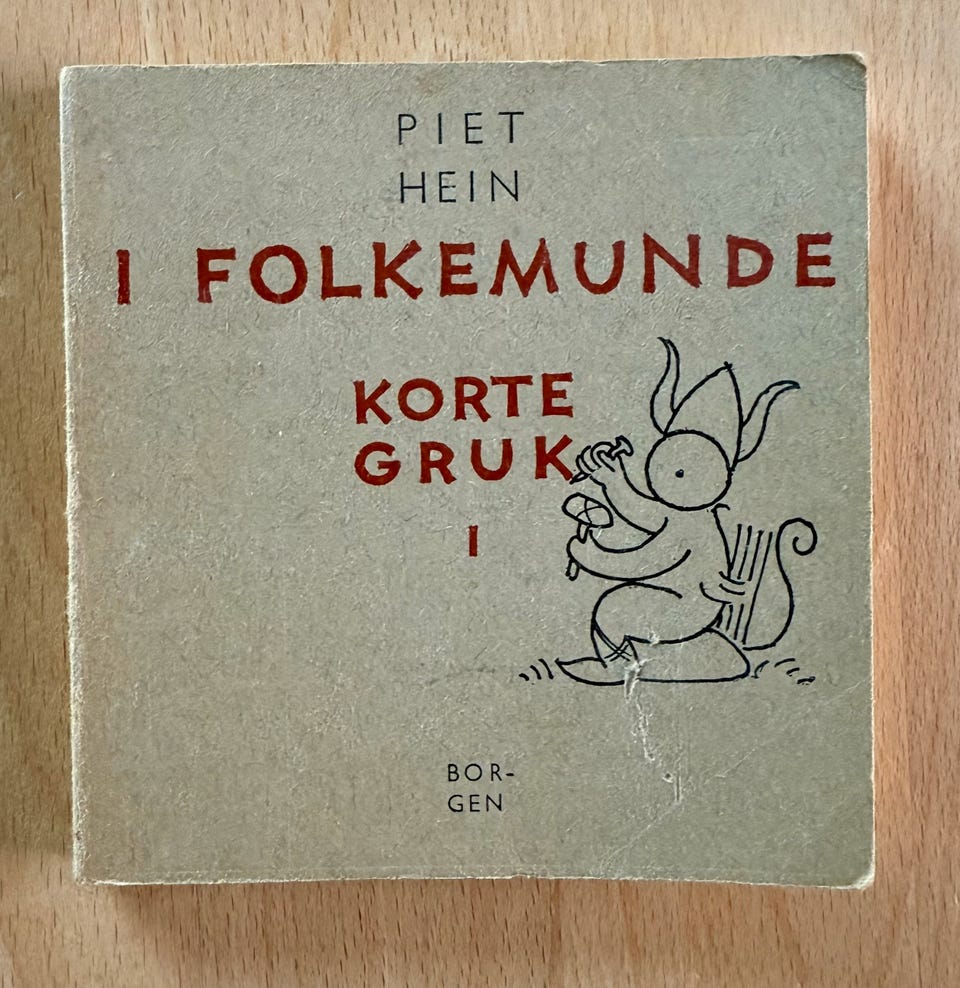 PIET
HEIN
I FOLKEMUNDE
KORTE
GRUK
I
BOR-
GEN